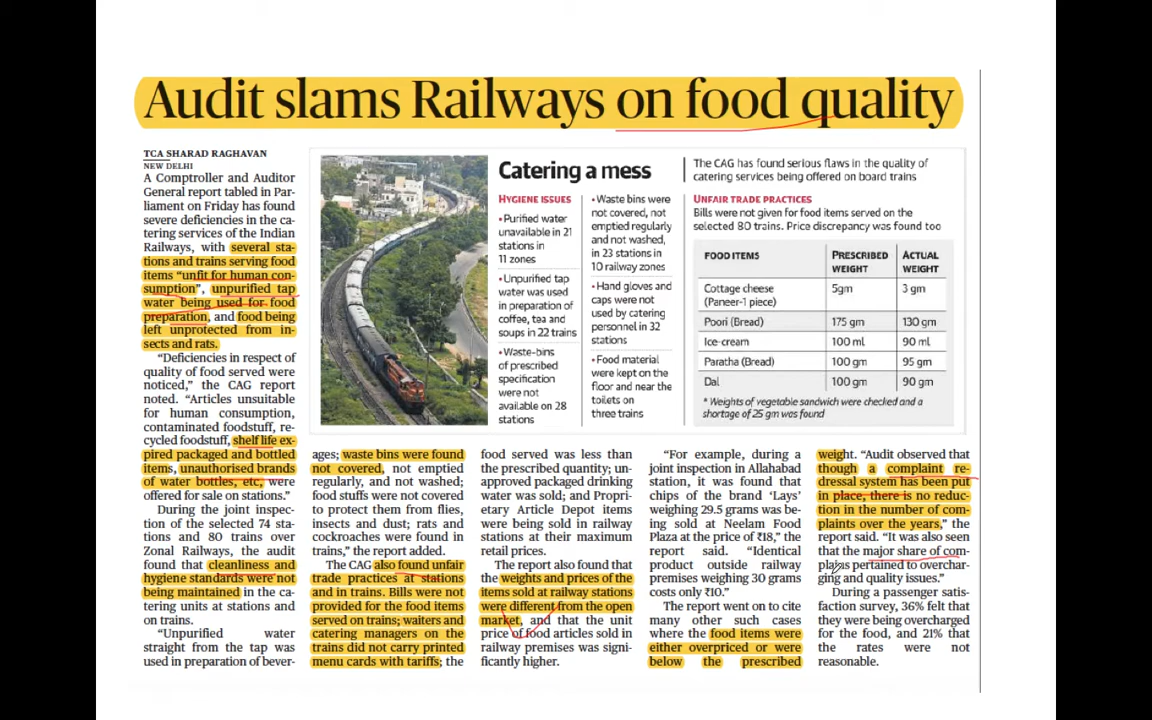 Audit slams Railways on food quality
TCA SHARAD RAGHAVAN
NEW DELHI
A Comptroller and Auditor
General report tabled in Par-
liament on Friday has found
severe deficiencies in the ca-
tering services of the Indian
Railways, with several sta-
tions and trains serving food
items “unfit for human con-
sumption”, unpurified tap
water being used for food
preparation, and food being
left unprotected from in-
sects and rats.
“Deficiencies in respect of
quality of food served were
noticed,” the CAG report
noted. “Articles unsuitable
for human consumption,
contaminated foodstuff, re-
cycled foodstuff, shelf life ex-
pired packaged and bottled
items, unauthorised brands
of water bottles, etc, were
offered for sale on stations.”
During the joint inspec-
tion of the selected 74 sta-
tions and 80 trains over
Zonal Railways, the audit
found that cleanliness and
hygiene standards were not
being maintained in the ca-
tering units at stations and
on trains.
“Unpurified water
straight from the tap was
used in preparation of bever-
Catering a mess
The CAG has found serious flaws in the quality of
catering services being offered on board trains
HYGIENE ISSUES
• Purified water
unavailable in 21
stations in
11 zones
• Unpurified tap
water was used
in preparation of
coffee, tea and
soups in 22 trains
• Waste-bins
of prescribed
specification
were not
available on 28
stations
• Waste bins were
not covered, not
emptied regularly
and not washed,
in 23 stations in
10 railway zones
• Hand gloves and
caps were not
used by catering
personnel in 32
stations
• Food material
were kept on the
floor and near the
toilets on
three trains
UNFAIR TRADE PRACTICES
Bills were not given for food items served on the
selected 80 trains. Price discrepancy was found too
FOOD ITEMS PRESCRIBED WEIGHT ACTUAL WEIGHT
Cottage cheese (Paneer-1 piece) 5gm 3 gm
Poori (Bread) 175 gm 130 gm
Ice-cream 100 ml 90 ml
Paratha (Bread) 100 gm 95 gm
Dal 100 gm 90 gm
* Weights of vegetable sandwich were checked and a
shortage of 25 gm was found
ages; waste bins were found
not covered, not emptied
regularly, and not washed;
food stuffs were not covered
to protect them from flies,
insects and dust; rats and
cockroaches were found in
trains,” the report added.
The CAG also found unfair
trade practices at stations
and in trains. Bills were not
provided for the food items
served on trains; waiters and
catering managers on the
trains did not carry printed
menu cards with tariffs; the
food served was less than
the prescribed quantity; un-
approved packaged drinking
water was sold; and Propri-
etary Article Depot items
were being sold in railway
stations at their maximum
retail prices.
The report also found that
the weights and prices of the
items sold at railway stations
were different from the open
market, and that the unit
price of food articles sold in
railway premises was signi-
ficantly higher.
“For example, during a
joint inspection in Allahabad
station, it was found that
chips of the brand ‘Lays’
weighing 29.5 grams was be-
ing sold at Neelam Food
Plaza at the price of ₹18,” the
report said. “Identical
product outside railway
premises weighing 30 grams
costs only ₹10.”
The report went on to cite
many other such cases
where the food items were
either overpriced or were
below the prescribed
weight. “Audit observed that
though a complaint re-
dressal system has been put
in place, there is no reduc-
tion in the number of com-
plaints over the years,” the
report said. “It was also seen
that the major share of com-
plaints pertained to overchar-
ging and quality issues.”
During a passenger satis-
faction survey, 36% felt that
they were being overcharged
for the food, and 21% that
the rates were not
reasonable.